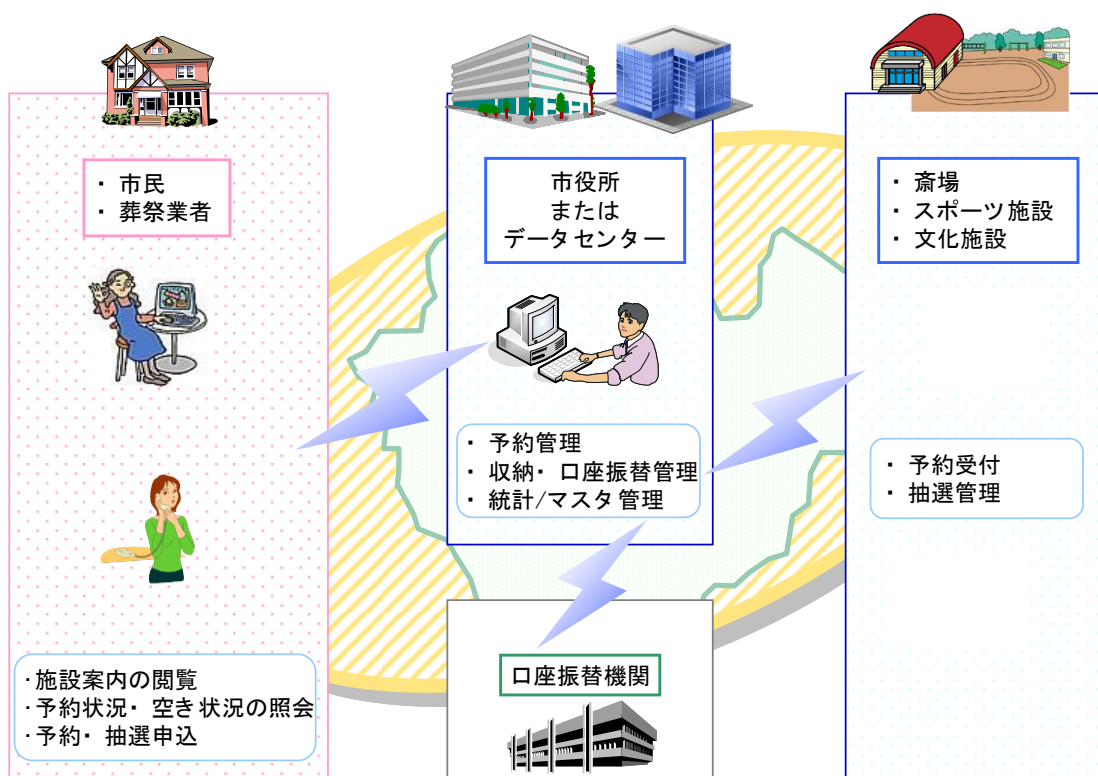 ・ 市民
・ 葬祭業者
市役所
または
データセンター
・ 斎場
・ スポーツ施設
・ 文化施設
・ 予約管理
・ 収納・ 口座振替管理
・ 統計/マスタ管理
・ 予約受付
・ 抽選管理
・施設案内の閲覧
・予約状況・ 空き状況の照会
・予約・ 抽選申込
口座振替機関